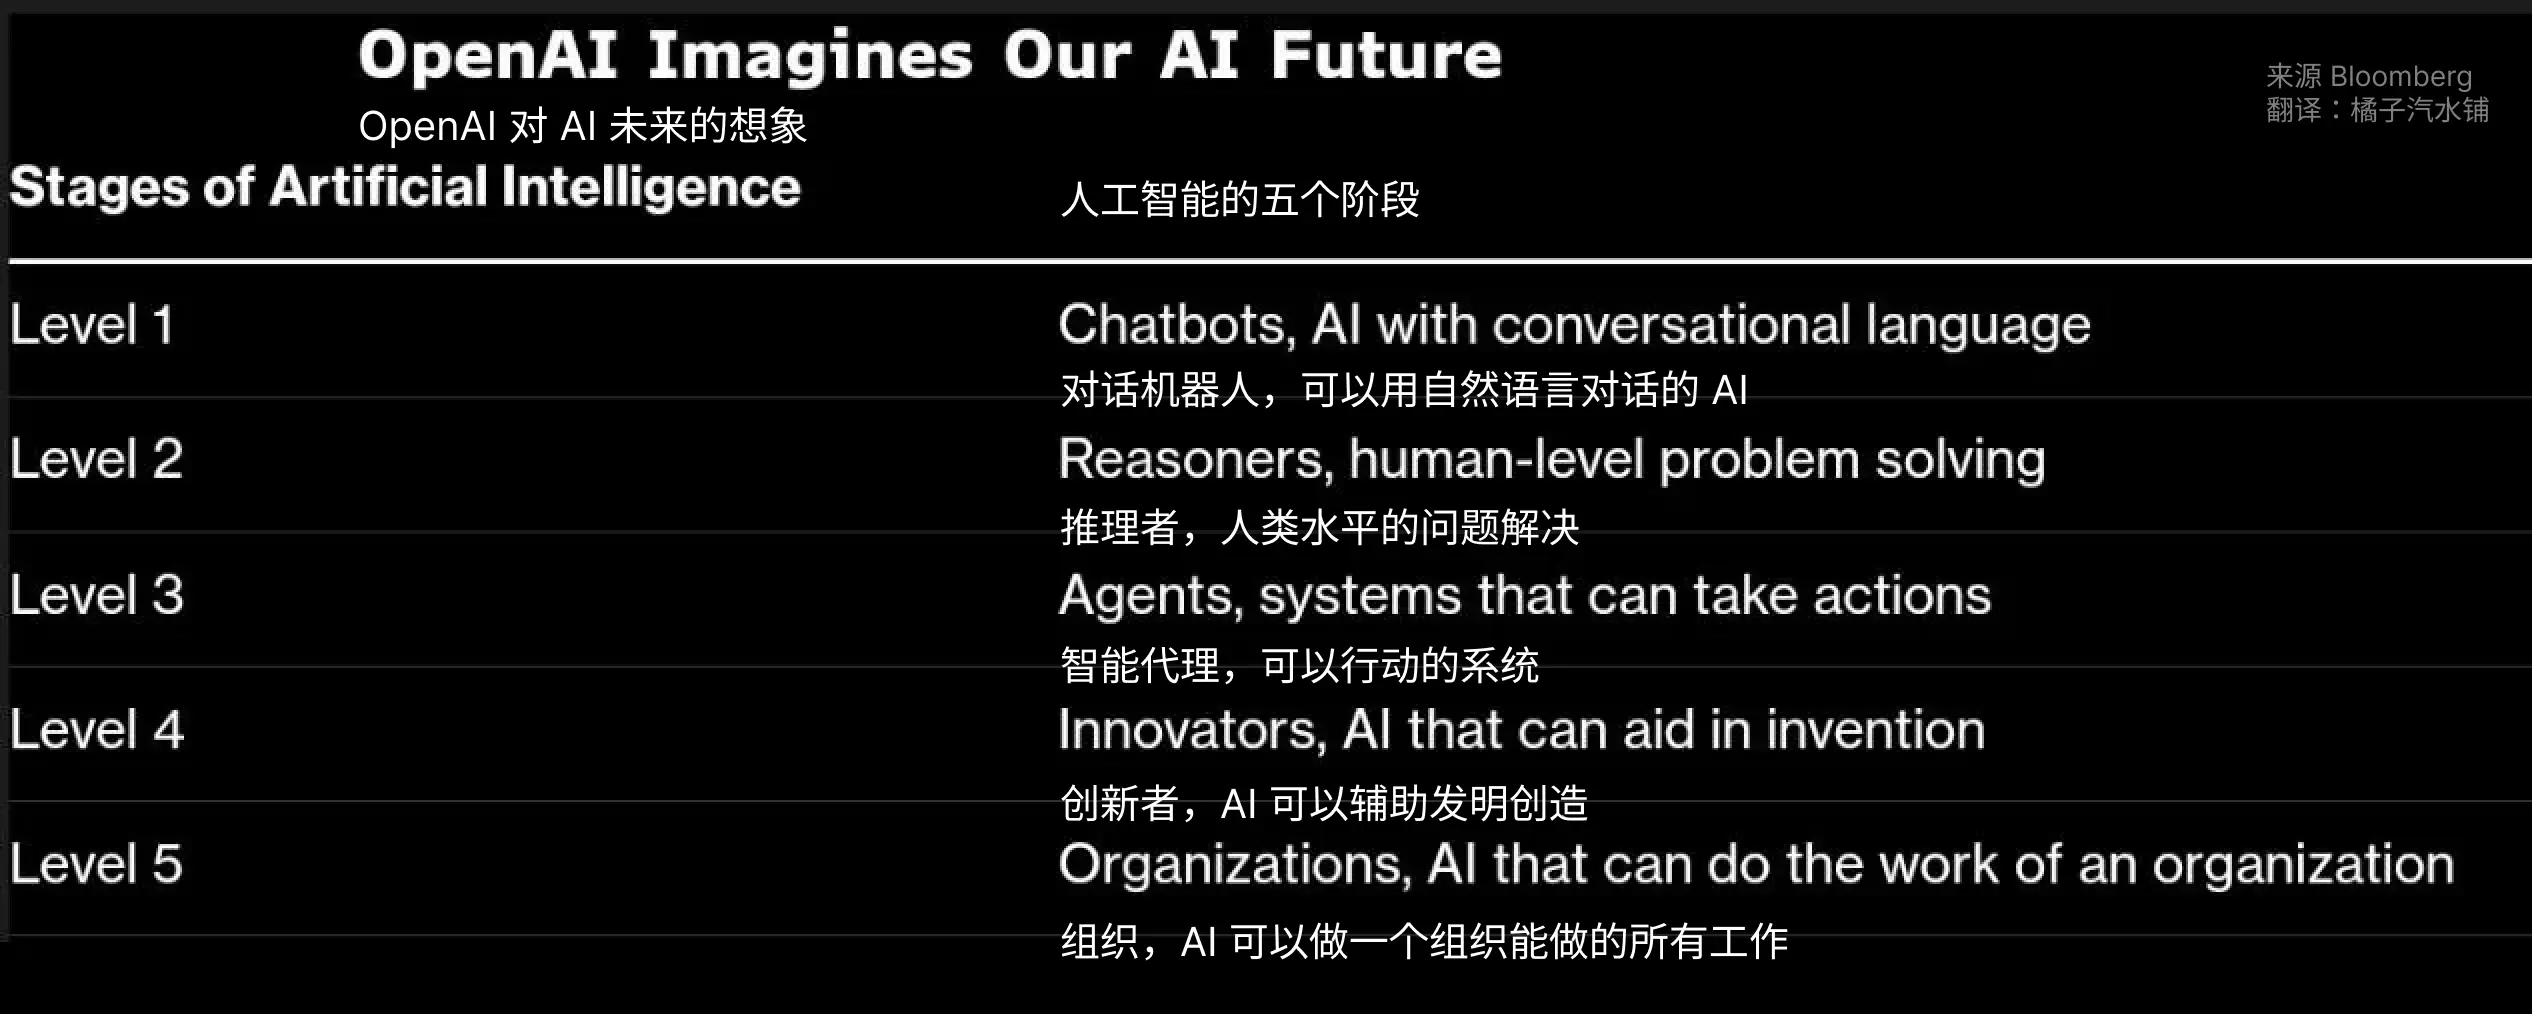 OpenAI Imagines Our AI Future
OpenAI 对 AI 未来的想象
来源 Bloomberg
翻译：橘子汽水铺
Stages of Artificial Intelligence
人工智能的五个阶段
Level 1
Chatbots, AI with conversational language
对话机器人，可以用自然语言对话的 AI
Level 2
Reasoners, human-level problem solving
推理者，人类水平的问题解决
Level 3
Agents, systems that can take actions
智能代理，可以行动的系统
Level 4
Innovators, AI that can aid in invention
创新者，AI 可以辅助发明创造
Level 5
Organizations, AI that can do the work of an organization
组织，AI 可以做一个组织能做的所有工作